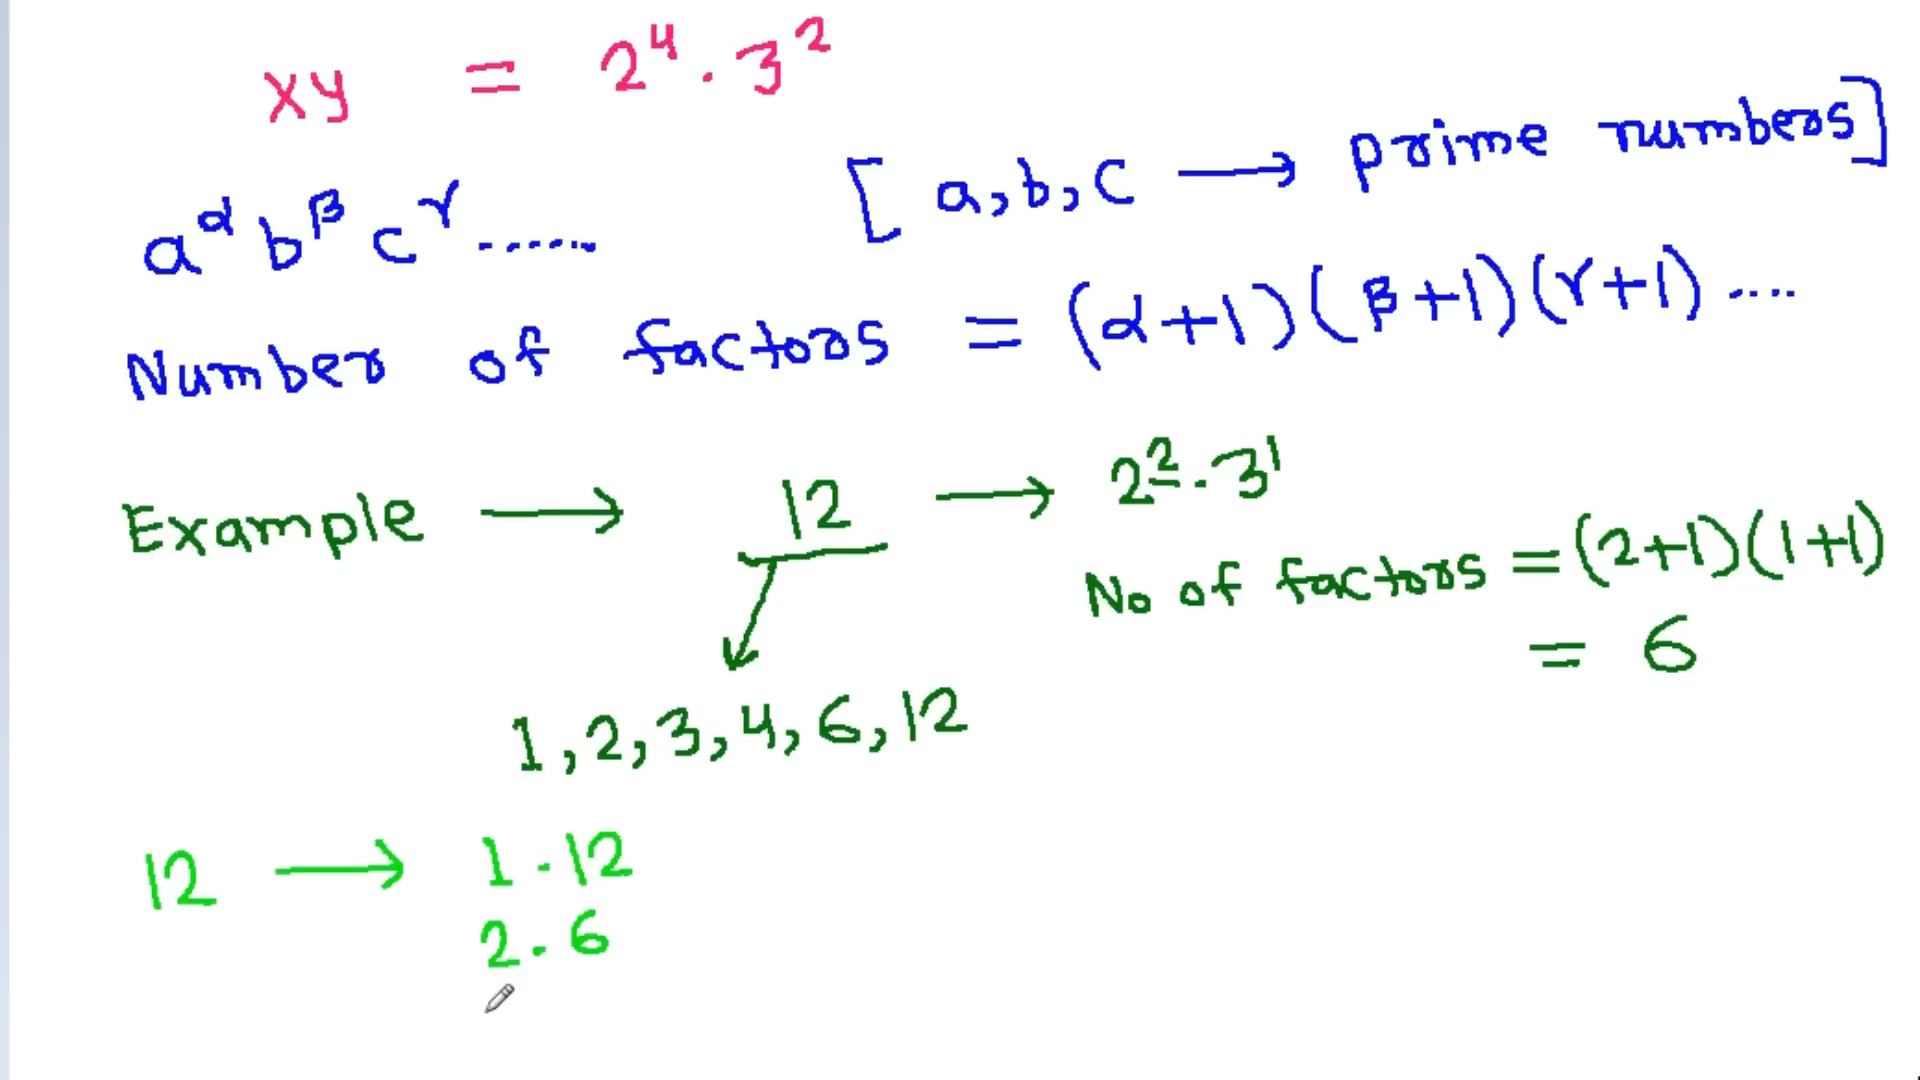 xy = 2⁴ · 3²
a^α b^β c^γ ...... [a, b, c → prime numbers]
Number of factors = (α+1)(β+1)(γ+1) ....
Example → 12 → 2² · 3¹
No of factors = (2+1)(1+1)
= 6
1, 2, 3, 4, 6, 12
12 → 1 · 12
2 · 6